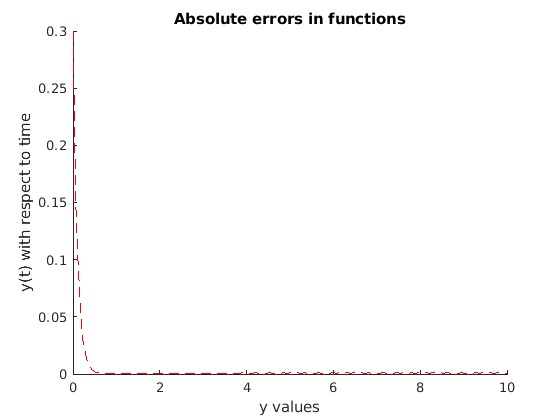 Absolute errors in functions
y(t) with respect to time
0.3
0.25
0.2
0.15
0.1
0.05
0
0 2 4 6 8 10
y values